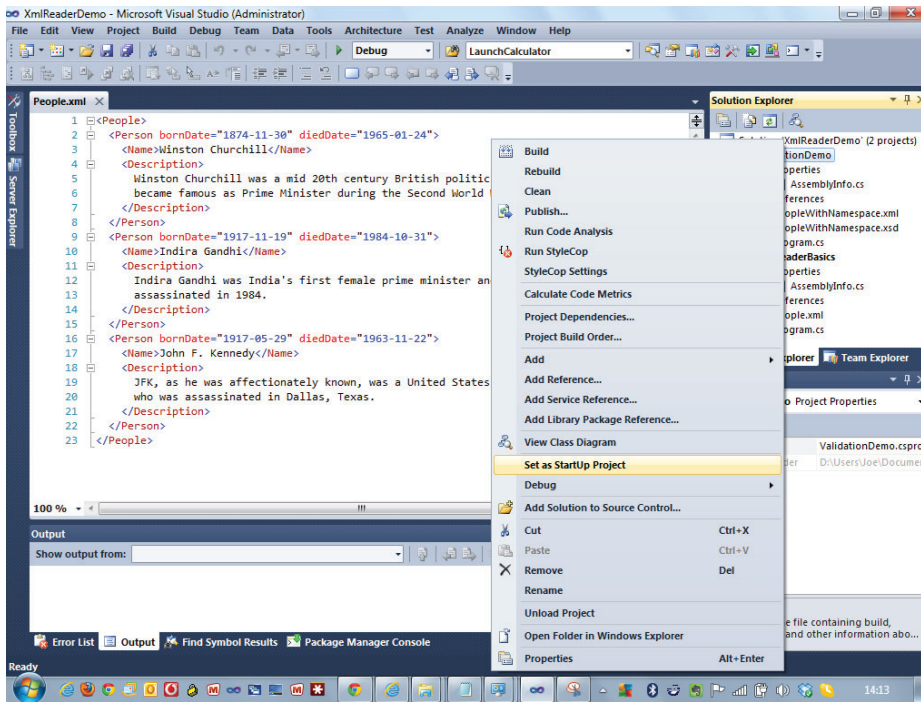 XmlReaderDemo - Microsoft Visual Studio (Administrator)
File Edit View Project Build Debug Team Data Tools Architecture Test Analyze Window Help
Debug LaunchCalculator
Toolbox
Server Explorer
People.xml
1 <People>
2 <Person bornDate="1874-11-30" diedDate="1965-01-24">
3 <Name>Winston Churchill</Name>
4 <Description>
5 Winston Churchill was a mid 20th century British politic
6 became famous as Prime Minister during the Second World
7 </Description>
8 </Person>
9 <Person bornDate="1917-11-19" diedDate="1984-10-31">
10 <Name>Indira Gandhi</Name>
11 <Description>
12 Indira Gandhi was India's first female prime minister an
13 assassinated in 1984.
14 </Description>
15 </Person>
16 <Person bornDate="1917-05-29" diedDate="1963-11-22">
17 <Name>John F. Kennedy</Name>
18 <Description>
19 JFK, as he was affectionately known, was a United States
20 who was assassinated in Dallas, Texas.
21 </Description>
22 </Person>
23 </People>
100 %
Build
Rebuild
Clean
Publish...
Run Code Analysis
Run StyleCop
StyleCop Settings
Calculate Code Metrics
Project Dependencies...
Project Build Order...
Add
Add Reference...
Add Service Reference...
Add Library Package Reference...
View Class Diagram
Set as StartUp Project
Debug
Add Solution to Source Control...
Cut Ctrl+X
Paste Ctrl+V
Remove Del
Rename
Unload Project
Open Folder in Windows Explorer
Properties Alt+Enter
Solution Explorer
'XmlReaderDemo' (2 projects)
tionDemo
operties
AssemblyInfo.cs
ferences
opleWithNamespace.xml
opleWithNamespace.xsd
ogram.cs
eaderBasics
operties
AssemblyInfo.cs
ferences
ople.xml
ogram.cs
xplorer Team Explorer
o Project Properties
ValidationDemo.cspro
der D:\Users\Joe\Docume
e file containing build,
and other information abo...
Output
Show output from:
Error List Output Find Symbol Results Package Manager Console
Ready
14:13